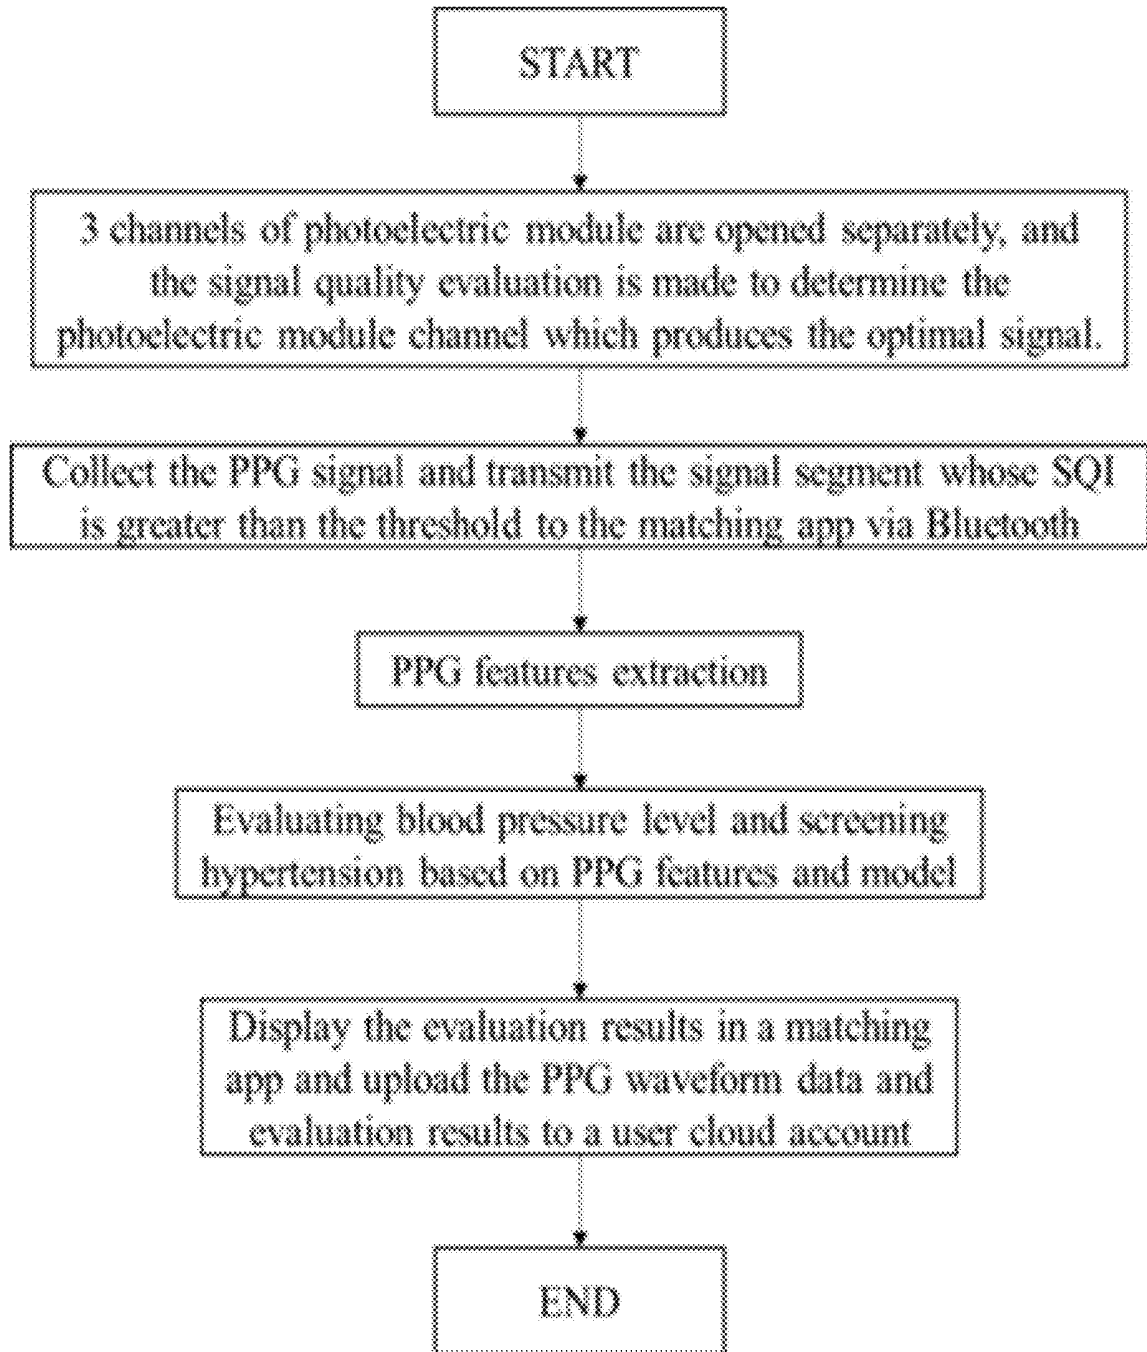 START
3 channels of photoelectric module are opened separately, and
the signal quality evaluation is made to determine the
photoelectric module channel which produces the optimal signal.
Collect the PPG signal and transmit the signal segment whose SQI
is greater than the threshold to the matching app via Bluetooth
PPG features extraction
Evaluating blood pressure level and screening
hypertension based on PPG features and model
Display the evaluation results in a matching
app and upload the PPG waveform data and
evaluation results to a user cloud account
END